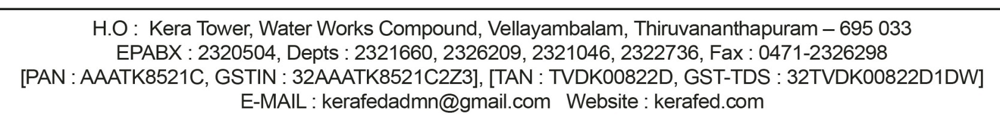 H.O : Kera Tower, Water Works Compound, Vellayambalam, Thiruvananthapuram – 695 033
EPABX : 2320504, Depts : 2321660, 2326209, 2321046, 2322736, Fax : 0471-2326298
[PAN : AAATK8521C, GSTIN : 32AAATK8521C2Z3], [TAN : TVDK00822D, GST-TDS : 32TVDK00822D1DW]
E-MAIL : kerafedadmn@gmail.com Website : kerafed.com